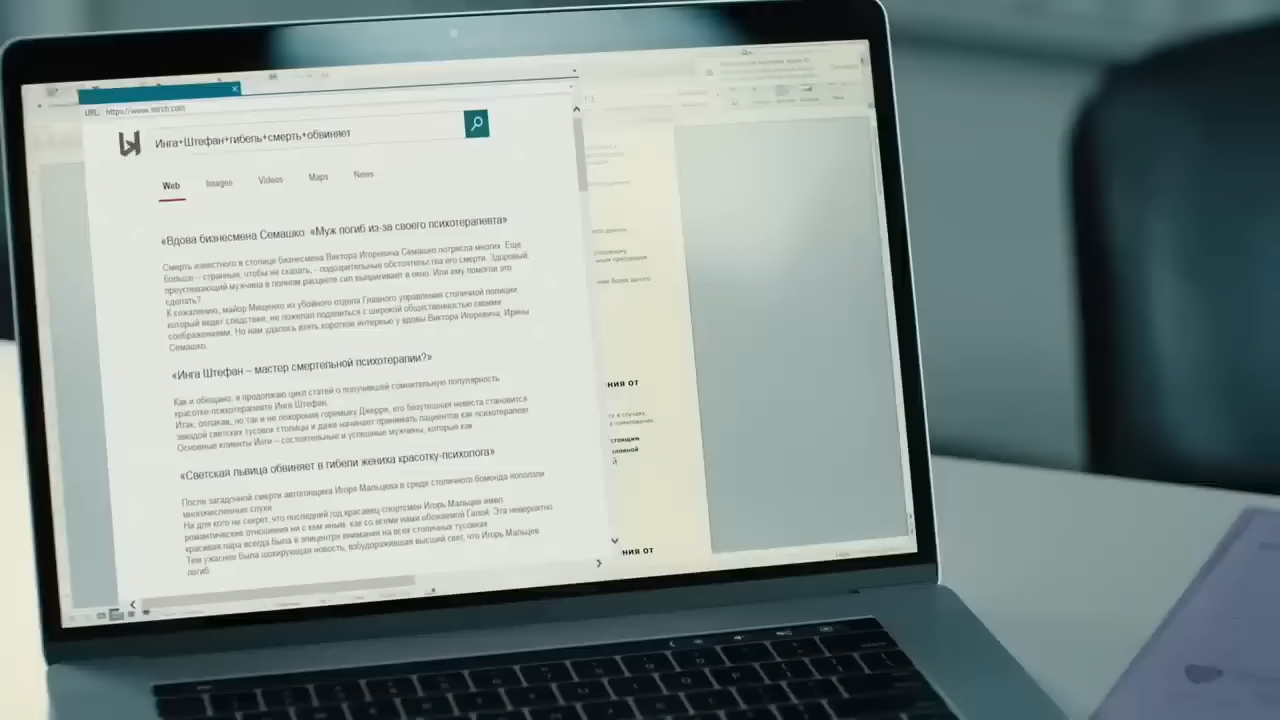 URL: https://www.serch.com
Инга+Штефан+гибель+смерть+обвиняет
Web Images Videos Maps News
«Вдова бизнесмена Семашко. «Муж погиб из-за своего психотерапевта»
Смерть известного в столице бизнесмена Виктора Игоревича Семашко потрясла многих. Еще
больше – странные, чтобы не сказать, - подозрительные обстоятельства его смерти. Здоровый,
преуспевающий мужчина в полном расцвете сил выпрыгивает в окно. Или ему помогли это
сделать?
К сожалению, майор Мищенко из убойного отдела Главного управления столичной полиции,
который ведет следствие, не пожелал поделиться с широкой общественностью своими
соображениями. Но нам удалось взять короткое интервью у вдовы Виктора Игоревича, Ирины
Семашко.
«Инга Штефан – мастер смертельной психотерапии?»
Как и обещано, я продолжаю цикл статей о получившей сомнительную популярность
красотке-психотерапевте Инге Штефан.
Итак, оплакав, но так и не похоронив горемыку Джерри, его безутешная невеста становится
звездой светских тусовок столицы и даже начинает принимать пациентов как психотерапевт.
Основные клиенты Инги – состоятельные и успешные мужчины, которые как
«Светская львица обвиняет в гибели жениха красотку-психолога»
После загадочной смерти автогонщика Игоря Мальцева в среде столичного бомонда поползли
многочисленные слухи
Ни для кого не секрет, что последний год красавец-спортсмен Игорь Мальцев имел
романтические отношения ни с кем иным, как со всеми нами обожаемой Галой. Эта невероятно
красивая пара всегда была в эпицентре внимания на всех столичных тусовках
Тем ужаснее была шокирующая новость, взбудоражившая высший свет, что Игорь Мальцев
погиб
ния от
ния от